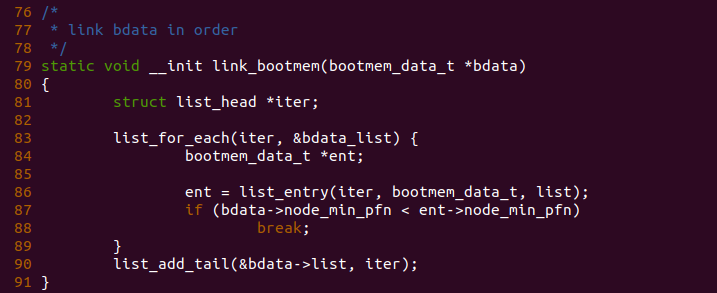 76 /*
77  * link bdata in order
78  */
79 static void __init link_bootmem(bootmem_data_t *bdata)
80 {
81         struct list_head *iter;
82
83         list_for_each(iter, &bdata_list) {
84                 bootmem_data_t *ent;
85
86                 ent = list_entry(iter, bootmem_data_t, list);
87                 if (bdata->node_min_pfn < ent->node_min_pfn)
88                         break;
89         }
90         list_add_tail(&bdata->list, iter);
91 }